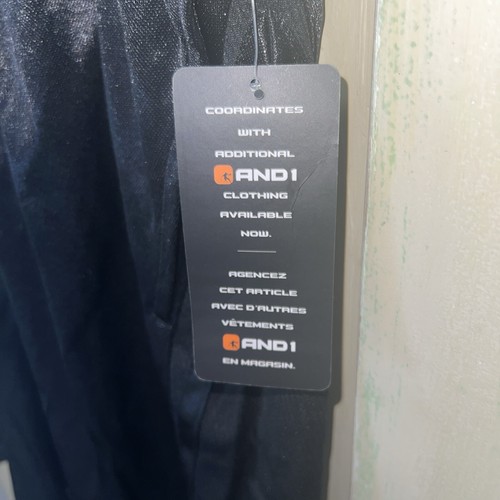 COORDINATES
WITH
ADDITIONAL
AND1
CLOTHING
AVAILABLE
NOW.
AGENCEZ
CET ARTICLE
AVEC D'AUTRES
VÊTEMENTS
AND1
EN MAGASIN.